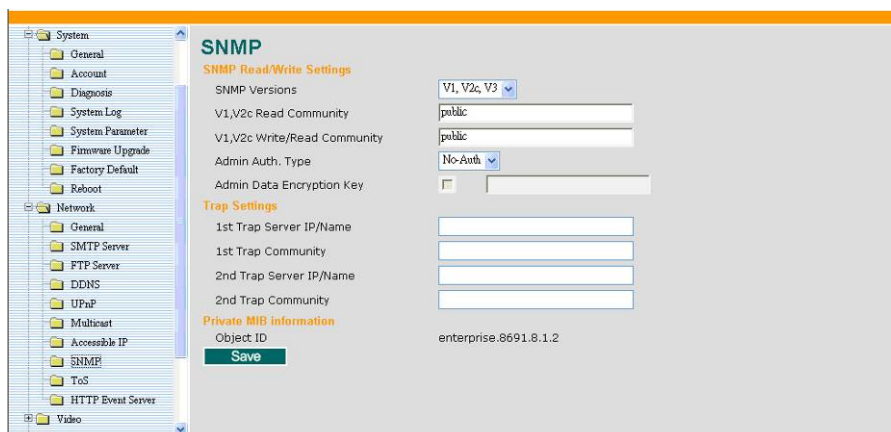 System
General
Account
Diagnosis
System Log
System Parameter
Firmware Upgrade
Factory Default
Reboot
Network
General
SMTP Server
FTP Server
DDNS
UPnP
Multicast
Accessible IP
SNMP
ToS
HTTP Event Server
Video
SNMP
SNMP Read/Write Settings
SNMP Versions V1, V2c, V3
V1,V2c Read Community public
V1,V2c Write/Read Community public
Admin Auth. Type No-Auth
Admin Data Encryption Key
Trap Settings
1st Trap Server IP/Name
1st Trap Community
2nd Trap Server IP/Name
2nd Trap Community
Private MIB information
Object ID enterprise.8691.8.1.2
Save